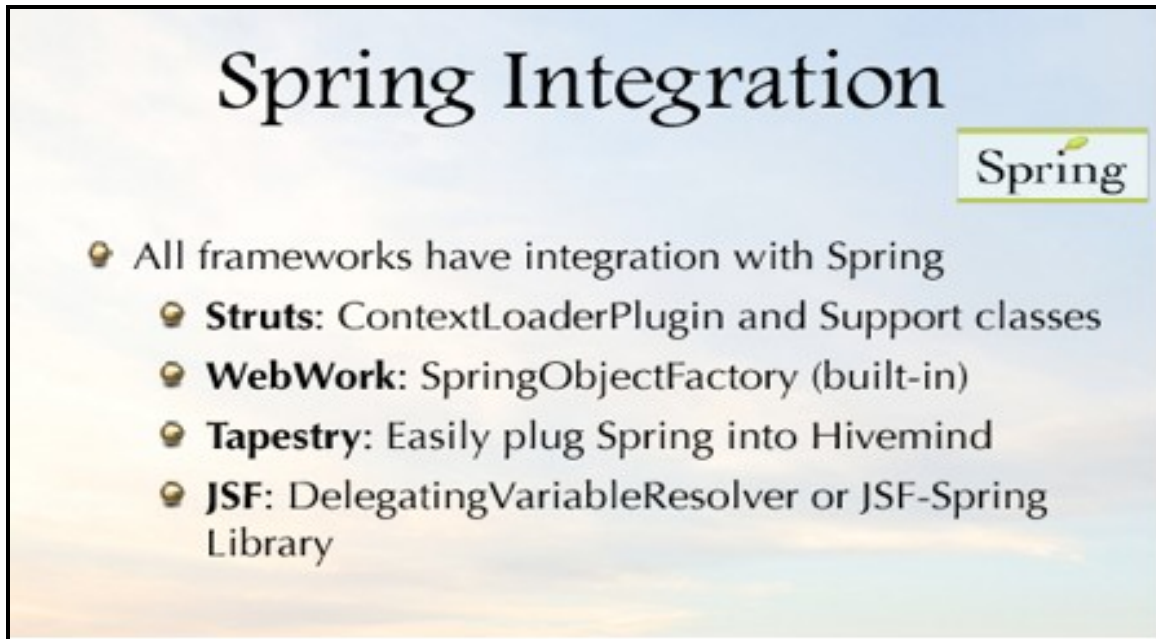 Spring Integration
Spring
All frameworks have integration with Spring
Struts: ContextLoaderPlugin and Support classes
WebWork: SpringObjectFactory (built-in)
Tapestry: Easily plug Spring into Hivemind
JSF: DelegatingVariableResolver or JSF-Spring
Library